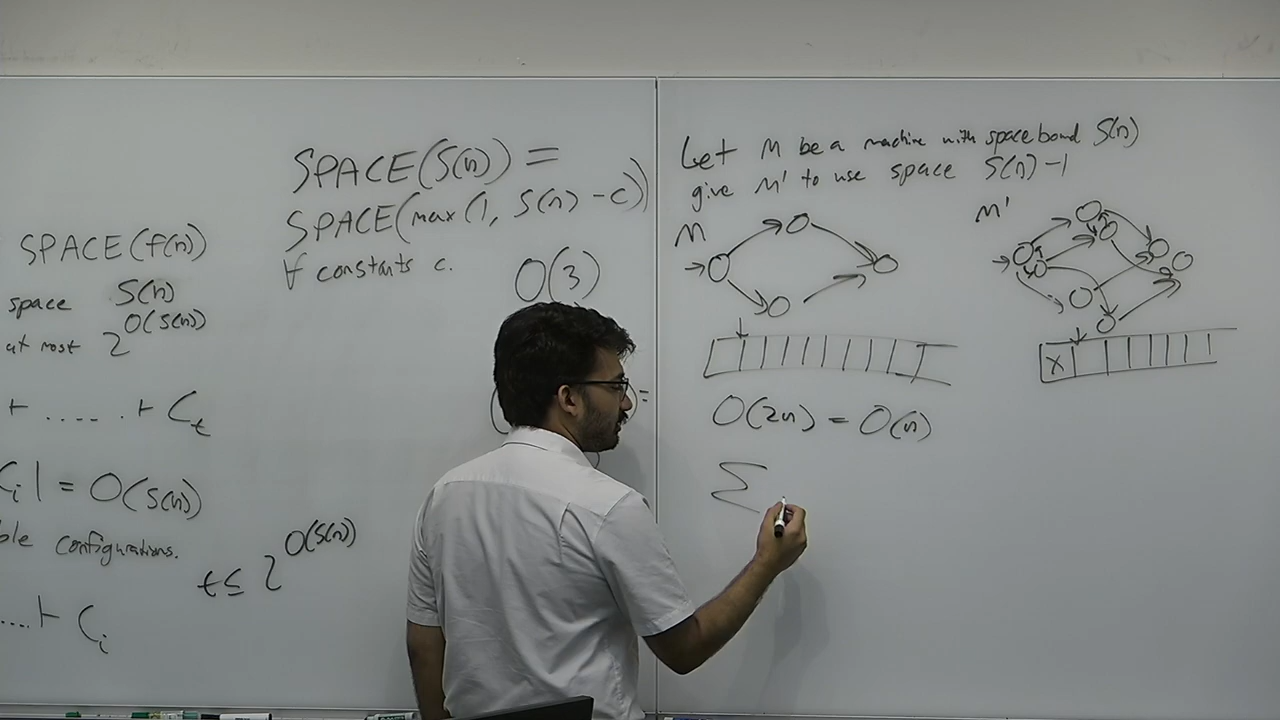 SPACE(f(n))
space S(n)
at most 2^O(S(n))
⊢ ..... ⊢ C_t
C_i| = O(S(n))
configurations.
t ≤ 2^O(S(n))
....⊢ C_i
SPACE(S(n)) =
SPACE(max(1, S(n) - c))
∀ constants c.
O(3)
=
Let M be a machine with space bound S(n)
give M' to use space S(n)-1
M
M'
X
O(2n) = O(n)
Σ